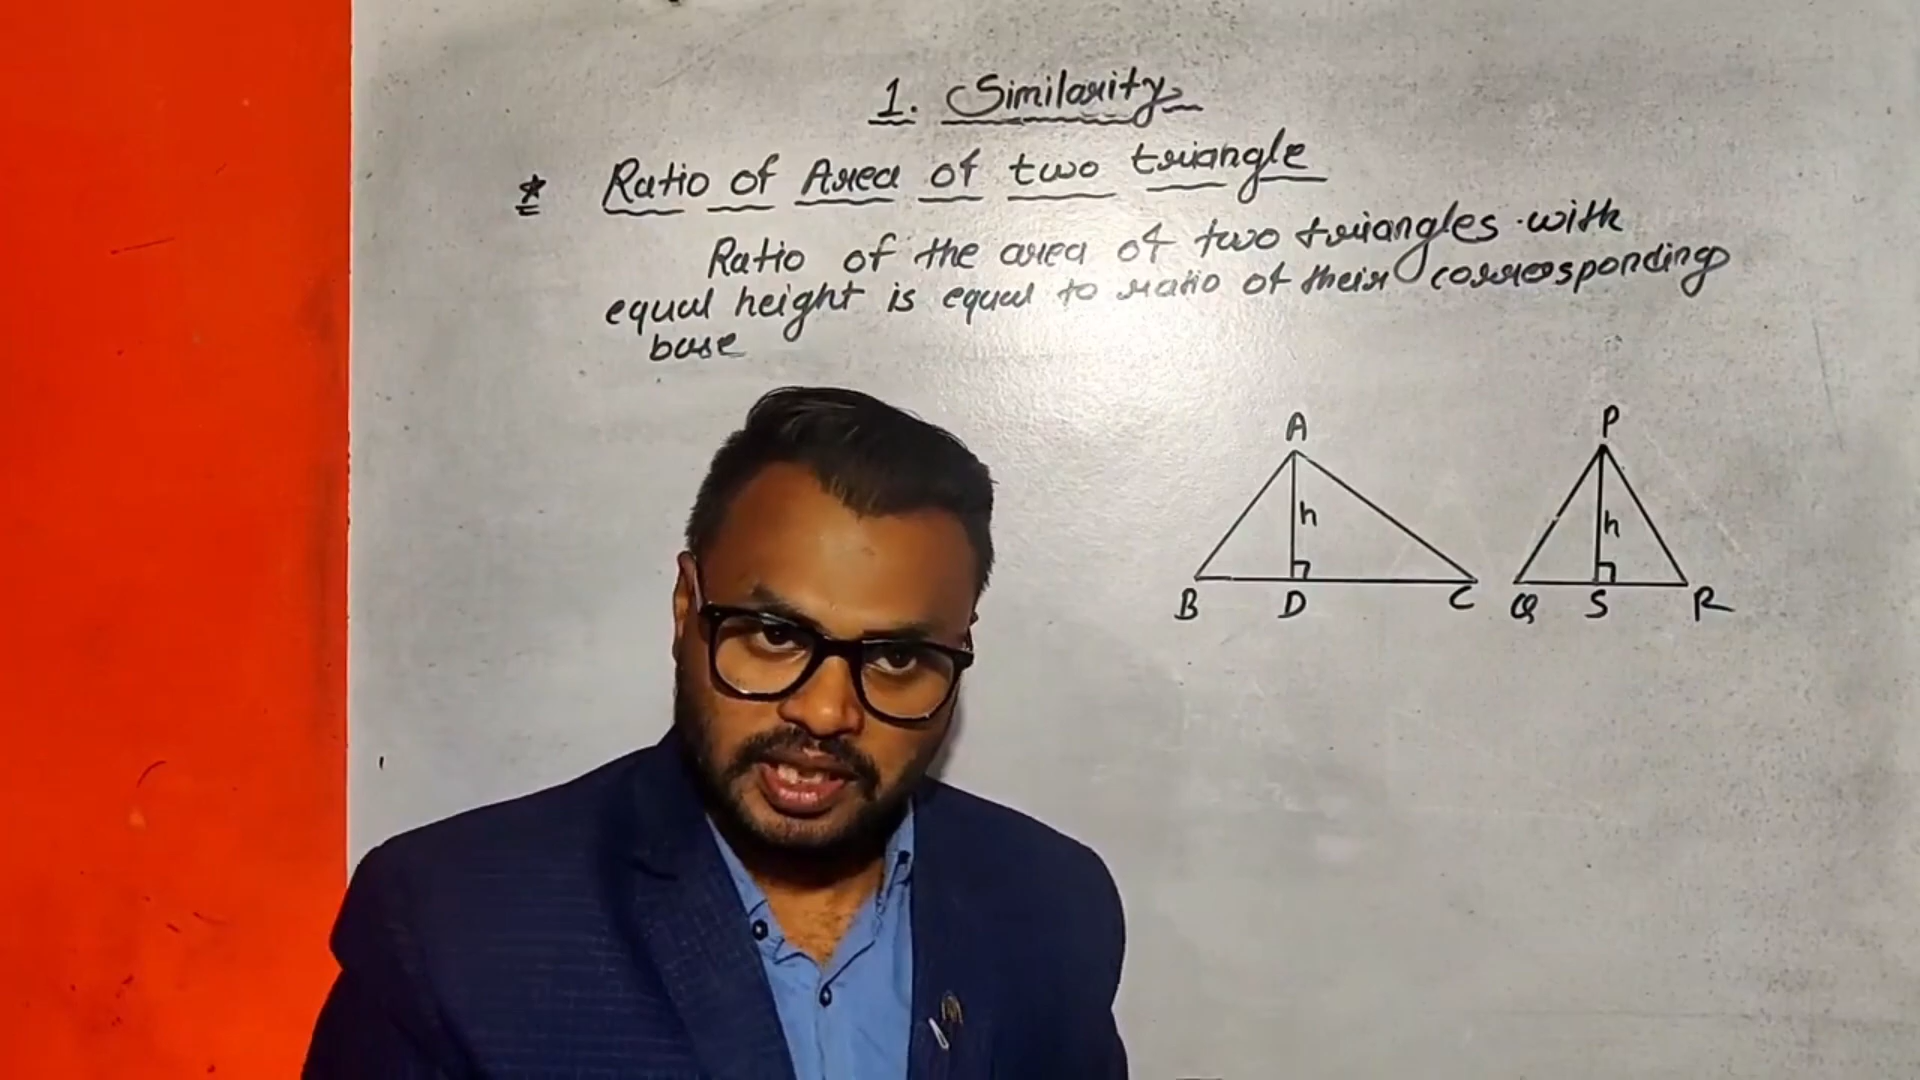 1. Similarity
* Ratio of Area of two triangle
Ratio of the area of two triangles with
equal height is equal to ratio of their corresponding
base
A P
h h
B D C Q S R